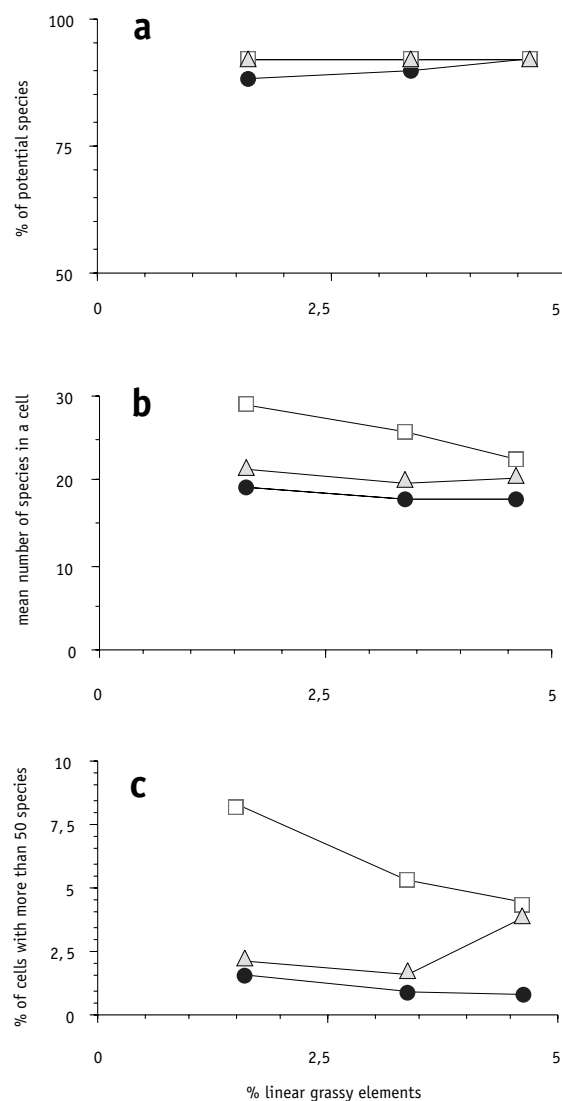 a
100
75
50
% of potential species
0 2,5 5
b
30
20
10
0
mean number of species in a cell
0 2,5 5
c
10
7,5
5
2,5
0
% of cells with more than 50 species
0 2,5 5
% linear grassy elements